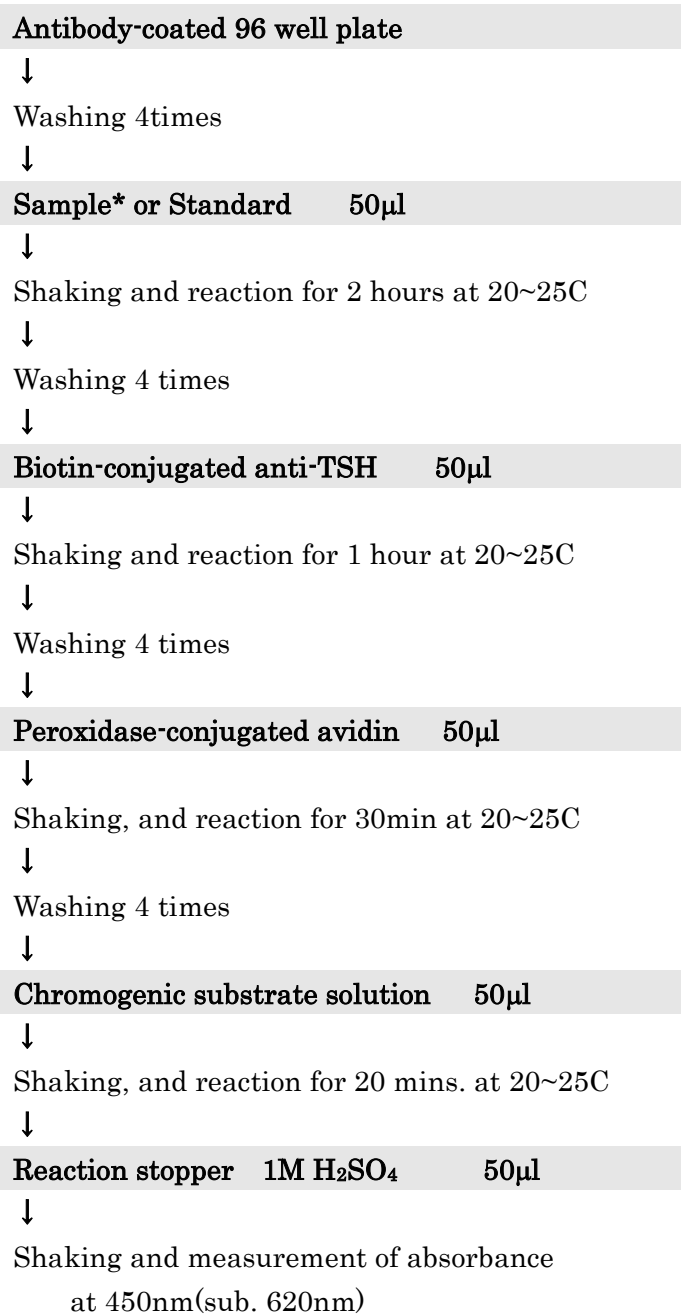 Antibody-coated 96 well plate
↓
Washing 4times
↓
Sample* or Standard 50μl
↓
Shaking and reaction for 2 hours at 20~25C
↓
Washing 4 times
↓
Biotin-conjugated anti-TSH 50μl
↓
Shaking and reaction for 1 hour at 20~25C
↓
Washing 4 times
↓
Peroxidase-conjugated avidin 50μl
↓
Shaking, and reaction for 30min at 20~25C
↓
Washing 4 times
↓
Chromogenic substrate solution 50μl
↓
Shaking, and reaction for 20 mins. at 20~25C
↓
Reaction stopper 1M H₂SO₄ 50μl
↓
Shaking and measurement of absorbance
at 450nm(sub. 620nm)